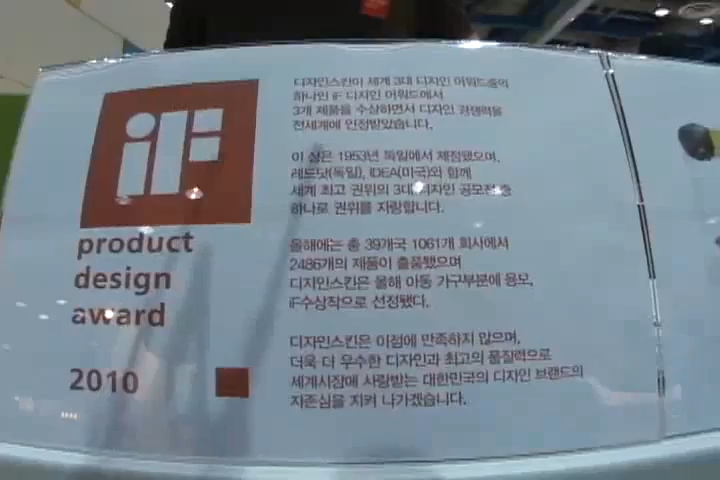 iF
product
design
award
2010
디자인스킨이 세계 3대 디자인 어워드중의
하나인 iF 디자인 어워드에서
3개 제품을 수상하면서 디자인 경쟁력을
전세계에 인정받았습니다.
이 상은 1953년 독일에서 제정됐으며,
레드닷(독일), IDEA(미국)와 함께
세계 최고 권위의 3대 디자인 공모전 중
하나로 권위를 자랑합니다.
올해에는 총 39개국 1061개 회사에서
2486개의 제품이 출품됐으며
디자인스킨은 올해 아동 가구부분에 응모,
iF수상작으로 선정됐다.
디자인스킨은 이점에 만족하지 않으며,
더욱 더 우수한 디자인과 최고의 품질력으로
세계시장에 사랑받는 대한민국의 디자인 브랜드의
자존심을 지켜 나가겠습니다.